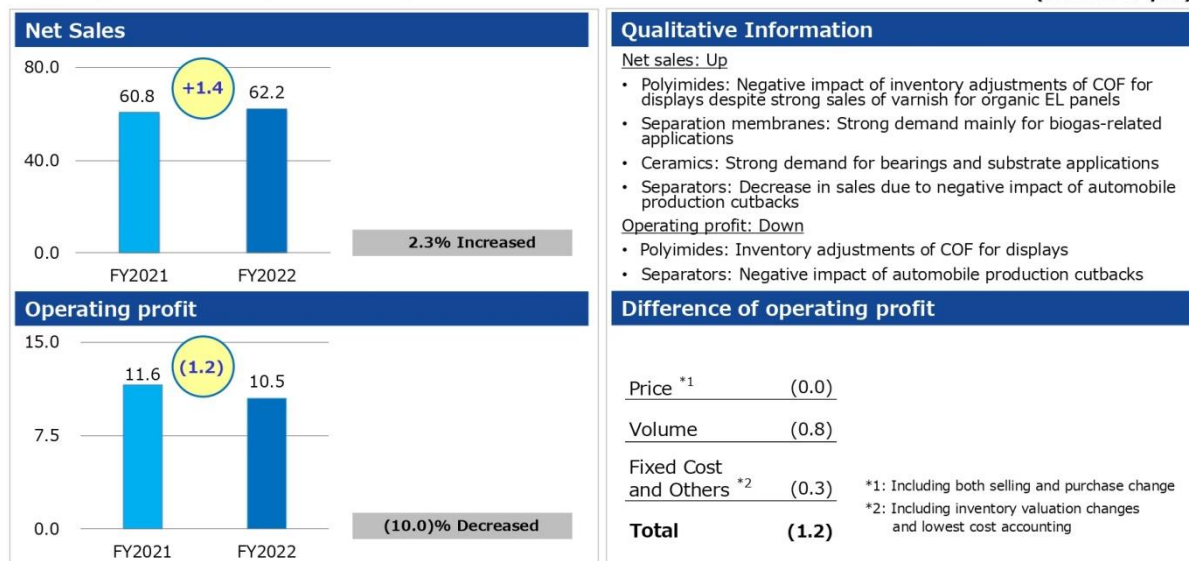 Net Sales
80.0
+1.4
60.8
62.2
40.0
2.3% Increased
0.0
FY2021
FY2022
Operating profit
15.0
(1.2)
11.6
10.5
7.5
(10.0)% Decreased
0.0
FY2021
FY2022
Qualitative Information
Net sales: Up
• Polyimides: Negative impact of inventory adjustments of COF for
displays despite strong sales of varnish for organic EL panels
• Separation membranes: Strong demand mainly for biogas-related
applications
• Ceramics: Strong demand for bearings and substrate applications
• Separators: Decrease in sales due to negative impact of automobile
production cutbacks
Operating profit: Down
• Polyimides: Inventory adjustments of COF for displays
• Separators: Negative impact of automobile production cutbacks
Difference of operating profit
Price *1 (0.0)
Volume (0.8)
Fixed Cost
and Others *2 (0.3)
Total (1.2)
*1: Including both selling and purchase change
*2: Including inventory valuation changes
and lowest cost accounting